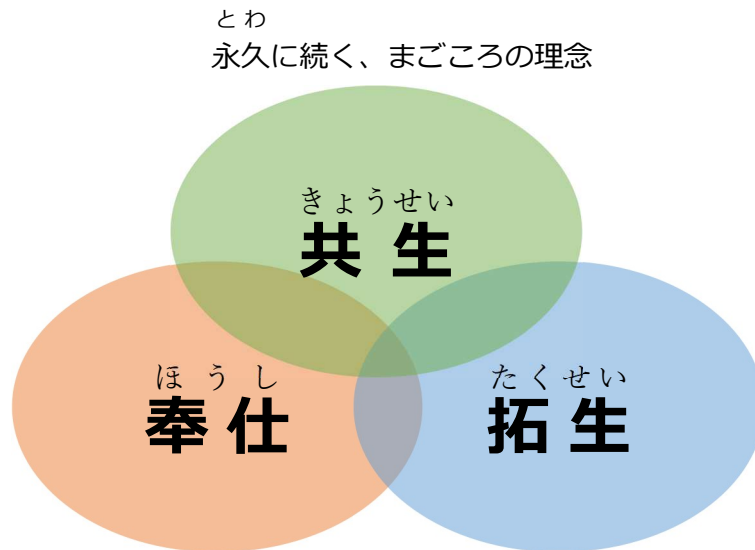 とわ
永久に続く、まごころの理念
きょうせい
共生
ほうし
奉仕
たくせい
拓生